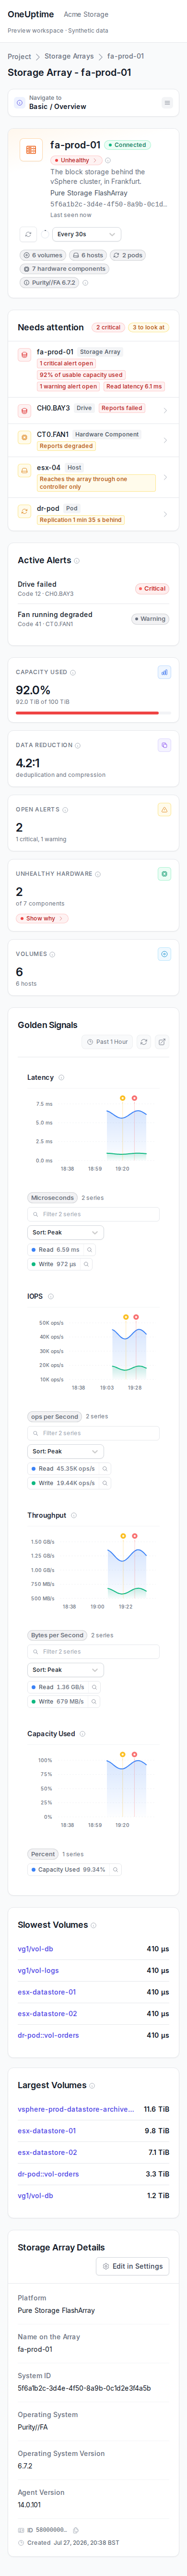 OneUptime Acme Storage
Preview workspace · Synthetic data
Project > Storage Arrays > fa-prod-01
Storage Array - fa-prod-01
Navigate to
Basic / Overview
fa-prod-01 Connected
Unhealthy
The block storage behind the
vSphere cluster, in Frankfurt.
Pure Storage FlashArray
5f6a1b2c-3d4e-4f50-8a9b-0c1d…
Last seen now
Every 30s
6 volumes 6 hosts 2 pods
7 hardware components
Purity//FA 6.7.2
Needs attention 2 critical 3 to look at
fa-prod-01 Storage Array
1 critical alert open
92% of usable capacity used
1 warning alert open Read latency 6.1 ms
CH0.BAY3 Drive Reports failed
CT0.FAN1 Hardware Component
Reports degraded
esx-04 Host
Reaches the array through one
controller only
dr-pod Pod
Replication 1 min 35 s behind
Active Alerts
Drive failed
Code 12 · CH0.BAY3
Critical
Fan running degraded
Code 41 · CT0.FAN1
Warning
CAPACITY USED
92.0%
92.0 TiB of 100 TiB
DATA REDUCTION
4.2:1
deduplication and compression
OPEN ALERTS
2
1 critical, 1 warning
UNHEALTHY HARDWARE
2
of 7 components
Show why
VOLUMES
6
6 hosts
Golden Signals
Past 1 Hour
Latency
7.5 ms
5.0 ms
2.5 ms
0.0 ms
18:38 18:59 19:20
Microseconds 2 series
Filter 2 series
Sort: Peak
Read 6.59 ms
Write 972 µs
IOPS
50K ops/s
40K ops/s
30K ops/s
20K ops/s
10K ops/s
18:38 19:03 19:28
ops per Second 2 series
Filter 2 series
Sort: Peak
Read 45.35K ops/s
Write 19.44K ops/s
Throughput
1.50 GB/s
1.25 GB/s
1.00 GB/s
750 MB/s
500 MB/s
18:38 19:00 19:22
Bytes per Second 2 series
Filter 2 series
Sort: Peak
Read 1.36 GB/s
Write 679 MB/s
Capacity Used
100%
75%
50%
25%
0%
18:38 18:59 19:20
Percent 1 series
Capacity Used 99.34%
Slowest Volumes
vg1/vol-db 410 µs
vg1/vol-logs 410 µs
esx-datastore-01 410 µs
esx-datastore-02 410 µs
dr-pod::vol-orders 410 µs
Largest Volumes
vsphere-prod-datastore-archive… 11.6 TiB
esx-datastore-01 9.8 TiB
esx-datastore-02 7.1 TiB
dr-pod::vol-orders 3.3 TiB
vg1/vol-db 1.2 TiB
Storage Array Details
Edit in Settings
Platform
Pure Storage FlashArray
Name on the Array
fa-prod-01
System ID
5f6a1b2c-3d4e-4f50-8a9b-0c1d2e3f4a5b
Operating System
Purity//FA
Operating System Version
6.7.2
Agent Version
14.0.101
ID 58000000…
Created Jul 27, 2026, 20:38 BST